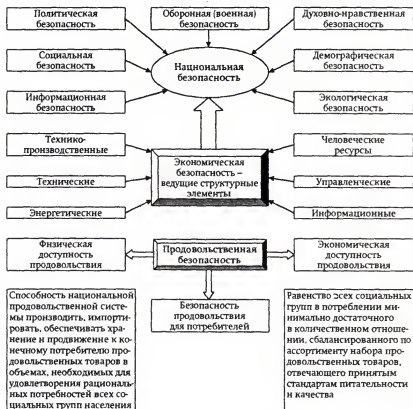 Политическая
безопасность
Оборонная (военная)
безопасность
Духовно-нравственная
безопасность
Социальная
безопасность
Национальная
безопасность
Демографическая
безопасность
Информационная
безопасность
Экологическая
безопасность
Технико-
производственные
Экономическая
безопасность –
ведущие структурные
элементы
Человеческие
ресурсы
Технические
Управленческие
Энергетические
Информационные
Физическая
доступность
продовольствия
Продовольственная
безопасность
Экономическая
доступность
продовольствия
Способность национальной
продовольственной систе-
мы производить, импорти-
ровать, обеспечивать хра-
нение и продвижение к ко-
нечному потребителю про-
довольственных товаров в
объемах, необходимых для
удовлетворения рациональ-
ных потребностей всех со-
циальных групп населения
Безопасность
продовольствия
для потребителей
Равенство всех социальных
групп в потреблении ми-
нимально достаточного
в количественном отноше-
нии, сбалансированного по
ассортименту набора про-
довольственных товаров,
отвечающего принятым
стандартам питательности
и качества